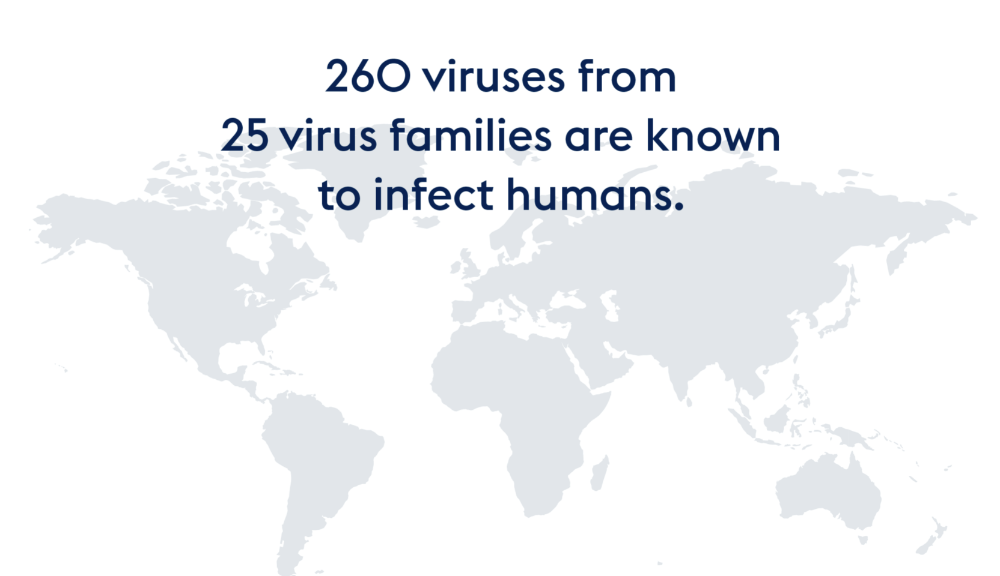 260 viruses from
25 virus families are known
to infect humans.